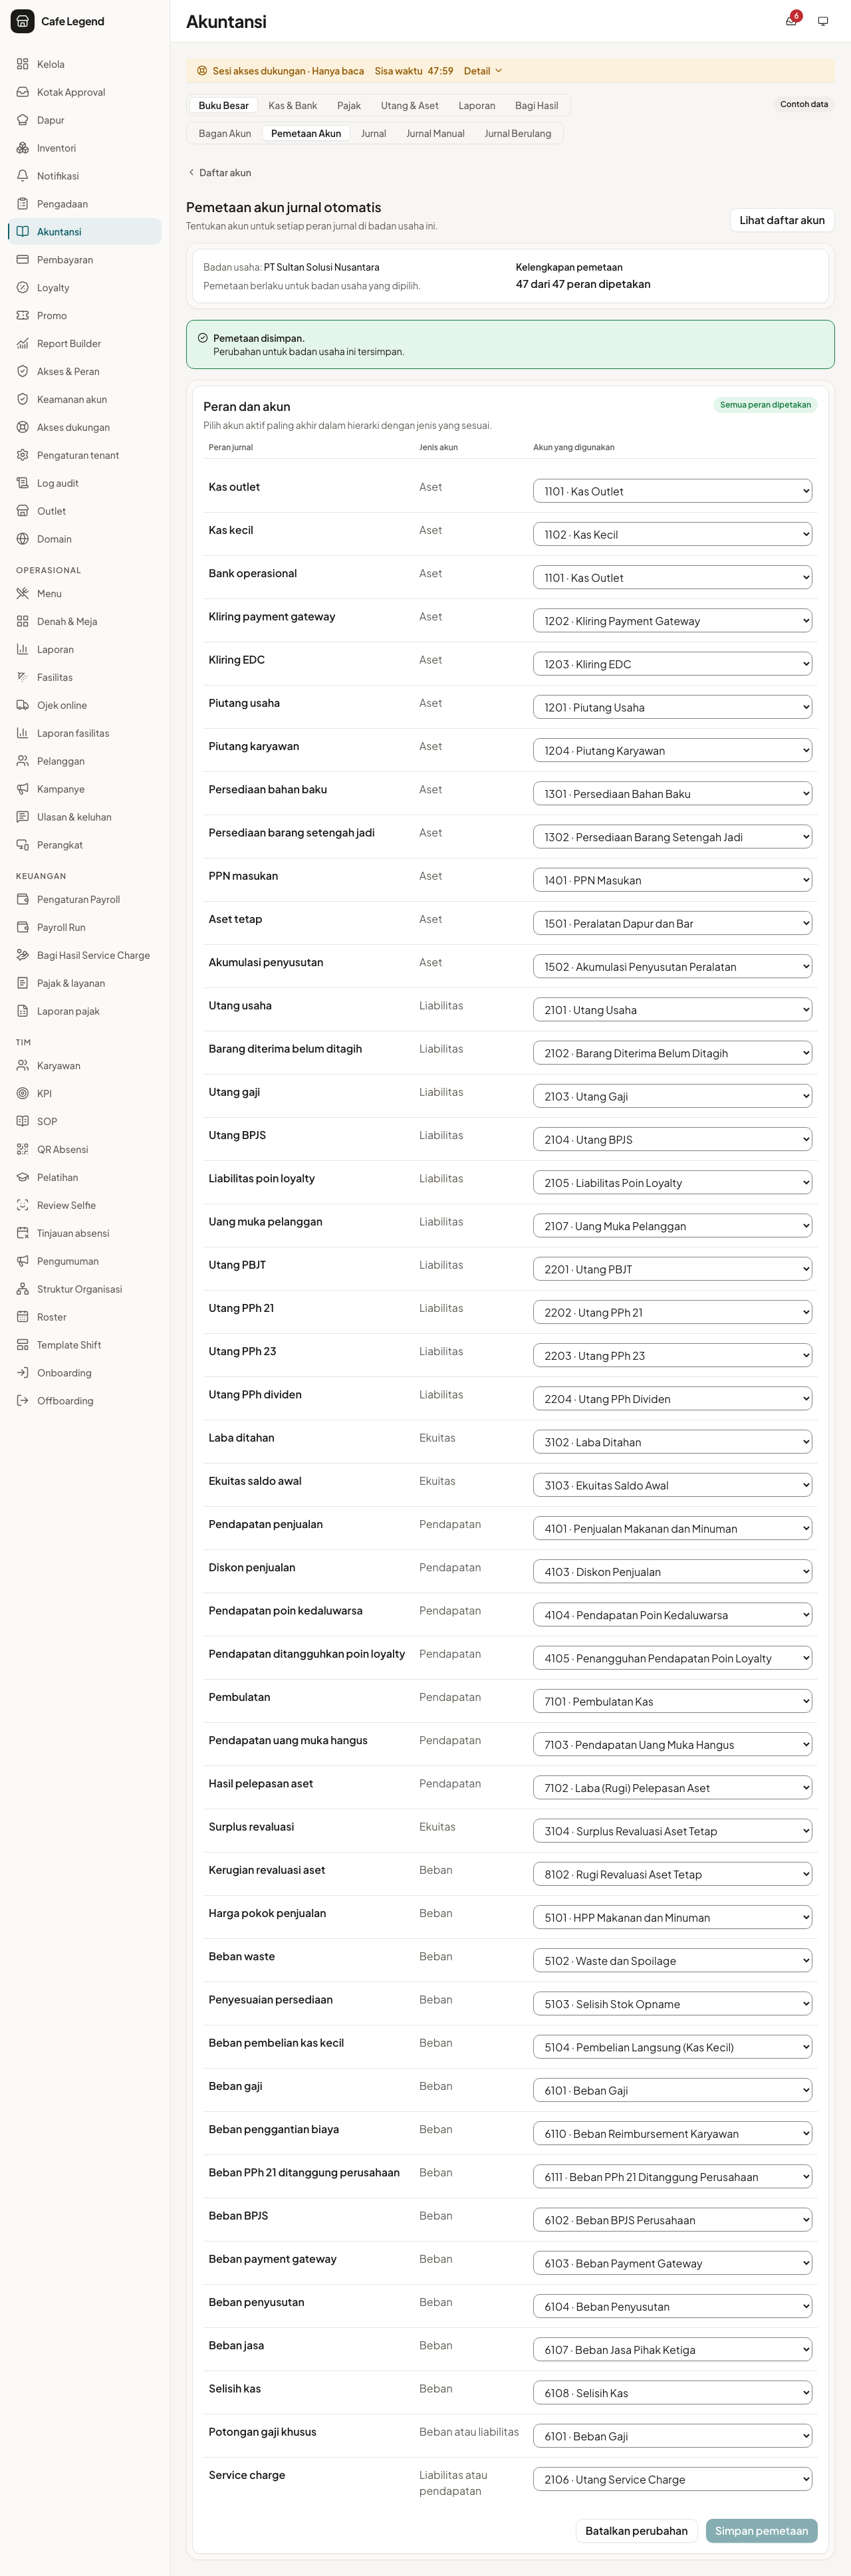 Cafe Legend
Akuntansi
6
Kelola
Kotak Approval
Dapur
Inventori
Notifikasi
Pengadaan
Akuntansi
Pembayaran
Loyalty
Promo
Report Builder
Akses & Peran
Keamanan akun
Akses dukungan
Pengaturan tenant
Log audit
Outlet
Domain
OPERASIONAL
Menu
Denah & Meja
Laporan
Fasilitas
Ojek online
Laporan fasilitas
Pelanggan
Kampanye
Ulasan & keluhan
Perangkat
KEUANGAN
Pengaturan Payroll
Payroll Run
Bagi Hasil Service Charge
Pajak & layanan
Laporan pajak
TIM
Karyawan
KPI
SOP
QR Absensi
Pelatihan
Review Selfie
Tinjauan absensi
Pengumuman
Struktur Organisasi
Roster
Template Shift
Onboarding
Offboarding
Sesi akses dukungan · Hanya baca Sisa waktu 47:59 Detail
Buku Besar Kas & Bank Pajak Utang & Aset Laporan Bagi Hasil
Contoh data
Bagan Akun Pemetaan Akun Jurnal Jurnal Manual Jurnal Berulang
Daftar akun
Pemetaan akun jurnal otomatis
Tentukan akun untuk setiap peran jurnal di badan usaha ini.
Lihat daftar akun
Badan usaha: PT Sultan Solusi Nusantara
Pemetaan berlaku untuk badan usaha yang dipilih.
Kelengkapan pemetaan
47 dari 47 peran dipetakan
Pemetaan disimpan.
Perubahan untuk badan usaha ini tersimpan.
Peran dan akun
Semua peran dipetakan
Pilih akun aktif paling akhir dalam hierarki dengan jenis yang sesuai.
Peran jurnal Jenis akun Akun yang digunakan
Kas outlet Aset 1101 · Kas Outlet
Kas kecil Aset 1102 · Kas Kecil
Bank operasional Aset 1101 · Kas Outlet
Kliring payment gateway Aset 1202 · Kliring Payment Gateway
Kliring EDC Aset 1203 · Kliring EDC
Piutang usaha Aset 1201 · Piutang Usaha
Piutang karyawan Aset 1204 · Piutang Karyawan
Persediaan bahan baku Aset 1301 · Persediaan Bahan Baku
Persediaan barang setengah jadi Aset 1302 · Persediaan Barang Setengah Jadi
PPN masukan Aset 1401 · PPN Masukan
Aset tetap Aset 1501 · Peralatan Dapur dan Bar
Akumulasi penyusutan Aset 1502 · Akumulasi Penyusutan Peralatan
Utang usaha Liabilitas 2101 · Utang Usaha
Barang diterima belum ditagih Liabilitas 2102 · Barang Diterima Belum Ditagih
Utang gaji Liabilitas 2103 · Utang Gaji
Utang BPJS Liabilitas 2104 · Utang BPJS
Liabilitas poin loyalty Liabilitas 2105 · Liabilitas Poin Loyalty
Uang muka pelanggan Liabilitas 2107 · Uang Muka Pelanggan
Utang PBJT Liabilitas 2201 · Utang PBJT
Utang PPh 21 Liabilitas 2202 · Utang PPh 21
Utang PPh 23 Liabilitas 2203 · Utang PPh 23
Utang PPh dividen Liabilitas 2204 · Utang PPh Dividen
Laba ditahan Ekuitas 3102 · Laba Ditahan
Ekuitas saldo awal Ekuitas 3103 · Ekuitas Saldo Awal
Pendapatan penjualan Pendapatan 4101 · Penjualan Makanan dan Minuman
Diskon penjualan Pendapatan 4103 · Diskon Penjualan
Pendapatan poin kedaluwarsa Pendapatan 4104 · Pendapatan Poin Kedaluwarsa
Pendapatan ditangguhkan poin loyalty Pendapatan 4105 · Penangguhan Pendapatan Poin Loyalty
Pembulatan Pendapatan 7101 · Pembulatan Kas
Pendapatan uang muka hangus Pendapatan 7103 · Pendapatan Uang Muka Hangus
Hasil pelepasan aset Pendapatan 7102 · Laba (Rugi) Pelepasan Aset
Surplus revaluasi Ekuitas 3104 · Surplus Revaluasi Aset Tetap
Kerugian revaluasi aset Beban 8102 · Rugi Revaluasi Aset Tetap
Harga pokok penjualan Beban 5101 · HPP Makanan dan Minuman
Beban waste Beban 5102 · Waste dan Spoilage
Penyesuaian persediaan Beban 5103 · Selisih Stok Opname
Beban pembelian kas kecil Beban 5104 · Pembelian Langsung (Kas Kecil)
Beban gaji Beban 6101 · Beban Gaji
Beban penggantian biaya Beban 6110 · Beban Reimbursement Karyawan
Beban PPh 21 ditanggung perusahaan Beban 6111 · Beban PPh 21 Ditanggung Perusahaan
Beban BPJS Beban 6102 · Beban BPJS Perusahaan
Beban payment gateway Beban 6103 · Beban Payment Gateway
Beban penyusutan Beban 6104 · Beban Penyusutan
Beban jasa Beban 6107 · Beban Jasa Pihak Ketiga
Selisih kas Beban 6108 · Selisih Kas
Potongan gaji khusus Beban atau liabilitas 6101 · Beban Gaji
Service charge Liabilitas atau pendapatan 2106 · Utang Service Charge
Batalkan perubahan Simpan pemetaan